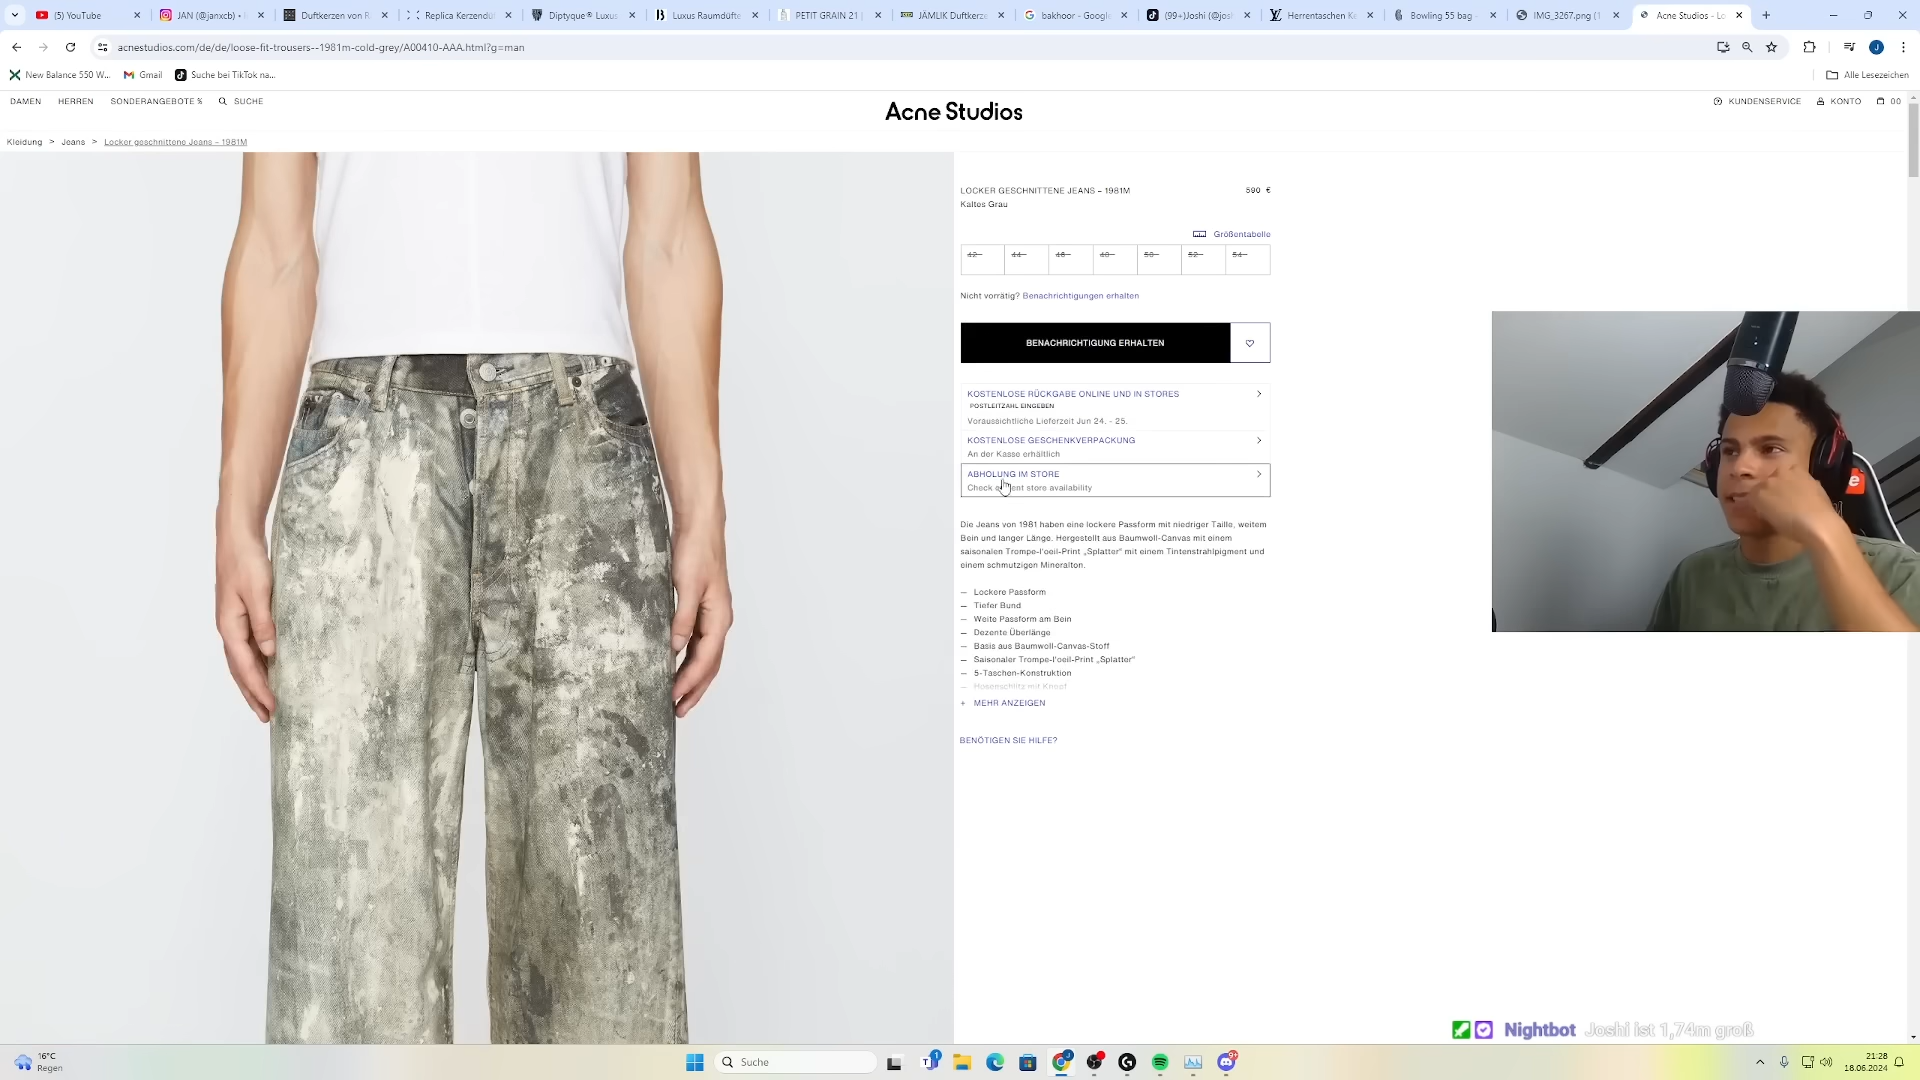 (5) YouTube
JAN (@janxcb) •
Duftkerzen von R
Replica Kerzendü
Diptyque® Luxus
Luxus Raumdüfte
PETIT GRAIN 21 |
JÄMLIK Duftkerze
bakhoor - Google
(99+)Joshi (@josh
Herrentaschen Ke
Bowling 55 bag -
IMG_3267.png (1
Acne Studios - Lo
acnestudios.com/de/de/loose-fit-trousers--1981m-cold-grey/A00410-AAA.html?g=man
New Balance 550 W...
Gmail
Suche bei TikTok na...
Alle Lesezeichen
DAMEN HERREN SONDERANGEBOTE % SUCHE
Acne Studios
KUNDENSERVICE KONTO 00
Kleidung > Jeans > Locker geschnittene Jeans – 1981M
LOCKER GESCHNITTENE JEANS – 1981M 590 €
Kaltes Grau
Größentabelle
42 44 46 48 50 52 54
Nicht vorrätig? Benachrichtigungen erhalten
BENACHRICHTIGUNG ERHALTEN
KOSTENLOSE RÜCKGABE ONLINE UND IN STORES
POSTLEITZAHL EINGEBEN
Voraussichtliche Lieferzeit Jun 24. - 25.
KOSTENLOSE GESCHENKVERPACKUNG
An der Kasse erhältlich
ABHOLUNG IM STORE
Check ent store availability
Die Jeans von 1981 haben eine lockere Passform mit niedriger Taille, weitem
Bein und langer Länge. Hergestellt aus Baumwoll-Canvas mit einem
saisonalen Trompe-l'oeil-Print „Splatter" mit einem Tintenstrahlpigment und
einem schmutzigen Mineralton.
— Lockere Passform
— Tiefer Bund
— Weite Passform am Bein
— Dezente Überlänge
— Basis aus Baumwoll-Canvas-Stoff
— Saisonaler Trompe-l'oeil-Print „Splatter"
— 5-Taschen-Konstruktion
— Hosenschlitz mit Knopf
+ MEHR ANZEIGEN
BENÖTIGEN SIE HILFE?
Nightbot Joshi ist 1,74m groß
16°C
Regen
Suche
21:28
18.06.2024